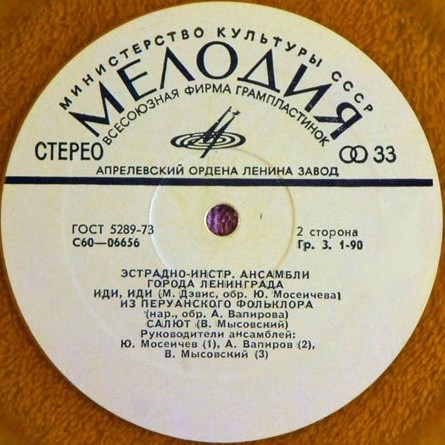 МИНИСТЕРСТВО КУЛЬТУРЫ СССР
МЕЛОДИЯ
ВСЕСОЮЗНАЯ ФИРМА ГРАМПЛАСТИНОК
СТЕРЕО 33
АПРЕЛЕВСКИЙ ОРДЕНА ЛЕНИНА ЗАВОД
ГОСТ 5289-73 2 сторона
С60—06656 Гр. 3. 1-90
ЭСТРАДНО-ИНСТР. АНСАМБЛИ
ГОРОДА ЛЕНИНГРАДА
ИДИ, ИДИ (М. Дэвис, обр. Ю. Мосеичева)
ИЗ ПЕРУАНСКОГО ФОЛЬКЛОРА
(нар., обр. А. Вапирова)
САЛЮТ (В. Мысовский)
Руководители ансамблей:
Ю. Мосеичев (1), А. Вапиров (2),
В. Мысовский (3)